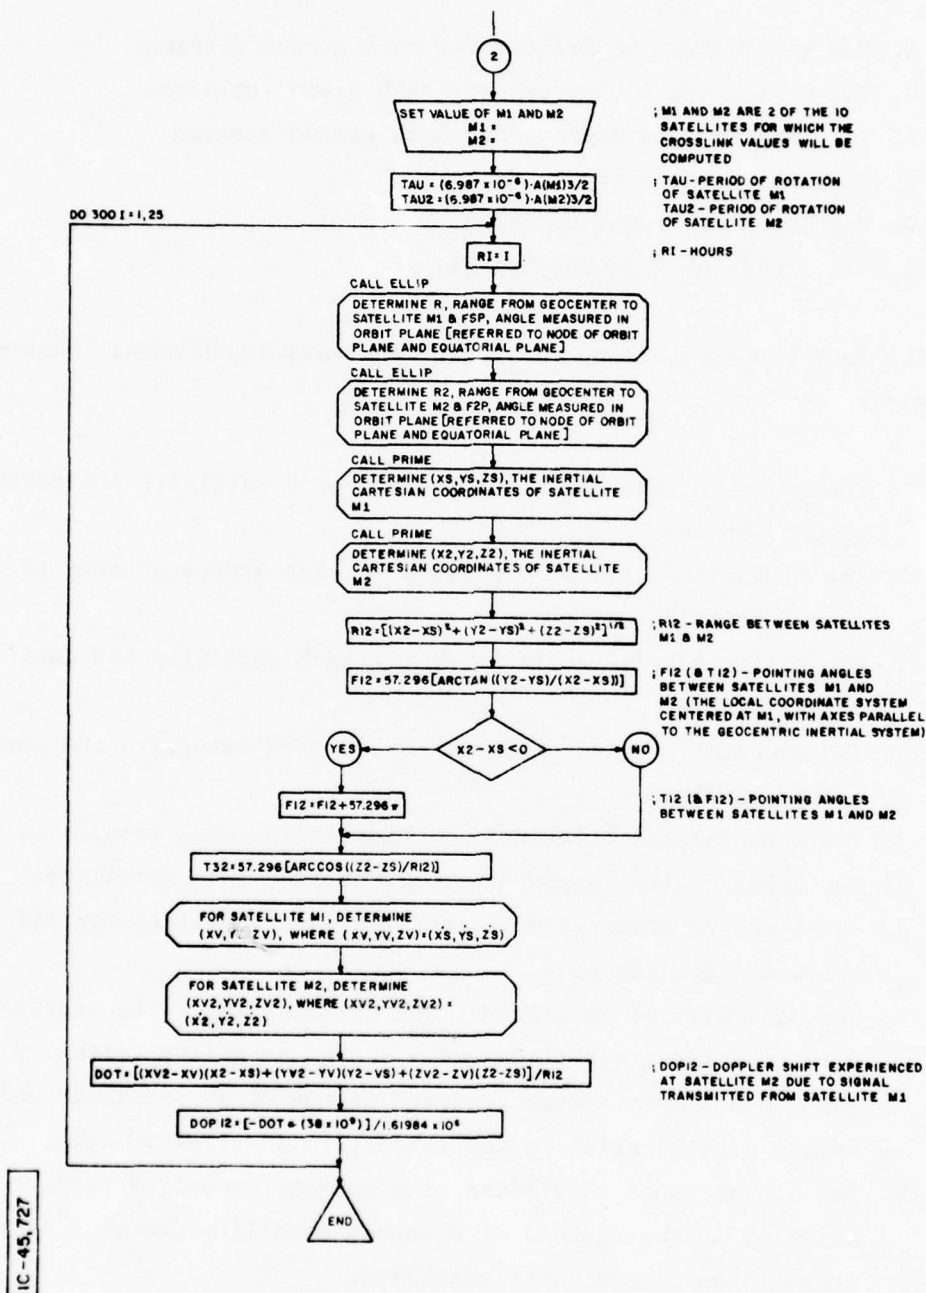 2
SET VALUE OF M1 AND M2
M1 =
M2 =
; M1 AND M2 ARE 2 OF THE 10
SATELLITES FOR WHICH THE
CROSSLINK VALUES WILL BE
COMPUTED
TAU = (6.987 x 10⁻⁶)·A(M1)3/2
TAU2 = (6.987 x 10⁻⁶)·A(M2)3/2
; TAU - PERIOD OF ROTATION
OF SATELLITE M1
TAU2 - PERIOD OF ROTATION
OF SATELLITE M2
DO 300 I = 1, 25
RI = I
; RI - HOURS
CALL ELLIP
DETERMINE R, RANGE FROM GEOCENTER TO
SATELLITE M1 & FSP, ANGLE MEASURED IN
ORBIT PLANE [REFERRED TO NODE OF ORBIT
PLANE AND EQUATORIAL PLANE]
CALL ELLIP
DETERMINE R2, RANGE FROM GEOCENTER TO
SATELLITE M2 & F2P, ANGLE MEASURED IN
ORBIT PLANE [REFERRED TO NODE OF ORBIT
PLANE AND EQUATORIAL PLANE]
CALL PRIME
DETERMINE (XS,YS,ZS), THE INERTIAL
CARTESIAN COORDINATES OF SATELLITE
M1
CALL PRIME
DETERMINE (X2,Y2,Z2), THE INERTIAL
CARTESIAN COORDINATES OF SATELLITE
M2
R12=[(X2-XS)²+(Y2-YS)²+(Z2-ZS)²]^1/2
; R12 - RANGE BETWEEN SATELLITES
M1 & M2
F12=57.296[ARCTAN((Y2-YS)/(X2-XS))]
; F12 (& T12) - POINTING ANGLES
BETWEEN SATELLITES M1 AND
M2 (THE LOCAL COORDINATE SYSTEM
CENTERED AT M1, WITH AXES PARALLEL
TO THE GEOCENTRIC INERTIAL SYSTEM)
YES
X2-XS<0
NO
F12=F12+57.296π
; T12 (& F12) - POINTING ANGLES
BETWEEN SATELLITES M1 AND M2
T32=57.296[ARCCOS((Z2-ZS)/R12)]
FOR SATELLITE M1, DETERMINE
(XV, ZV), WHERE (XV,YV,ZV)=(ẊS,ẎS,ŻS)
FOR SATELLITE M2, DETERMINE
(XV2,YV2,ZV2), WHERE (XV2,YV2,ZV2)=
(Ẋ2,Ẏ2,Ż2)
DOT=[(XV2-XV)(X2-XS)+(YV2-YV)(Y2-VS)+(ZV2-ZV)(Z2-ZS)]/R12
; DOP12 - DOPPLER SHIFT EXPERIENCED
AT SATELLITE M2 DUE TO SIGNAL
TRANSMITTED FROM SATELLITE M1
DOP 12=[-DOT * (38 x 10⁹)]/1.61984 x 10⁸
END
IC-45,727